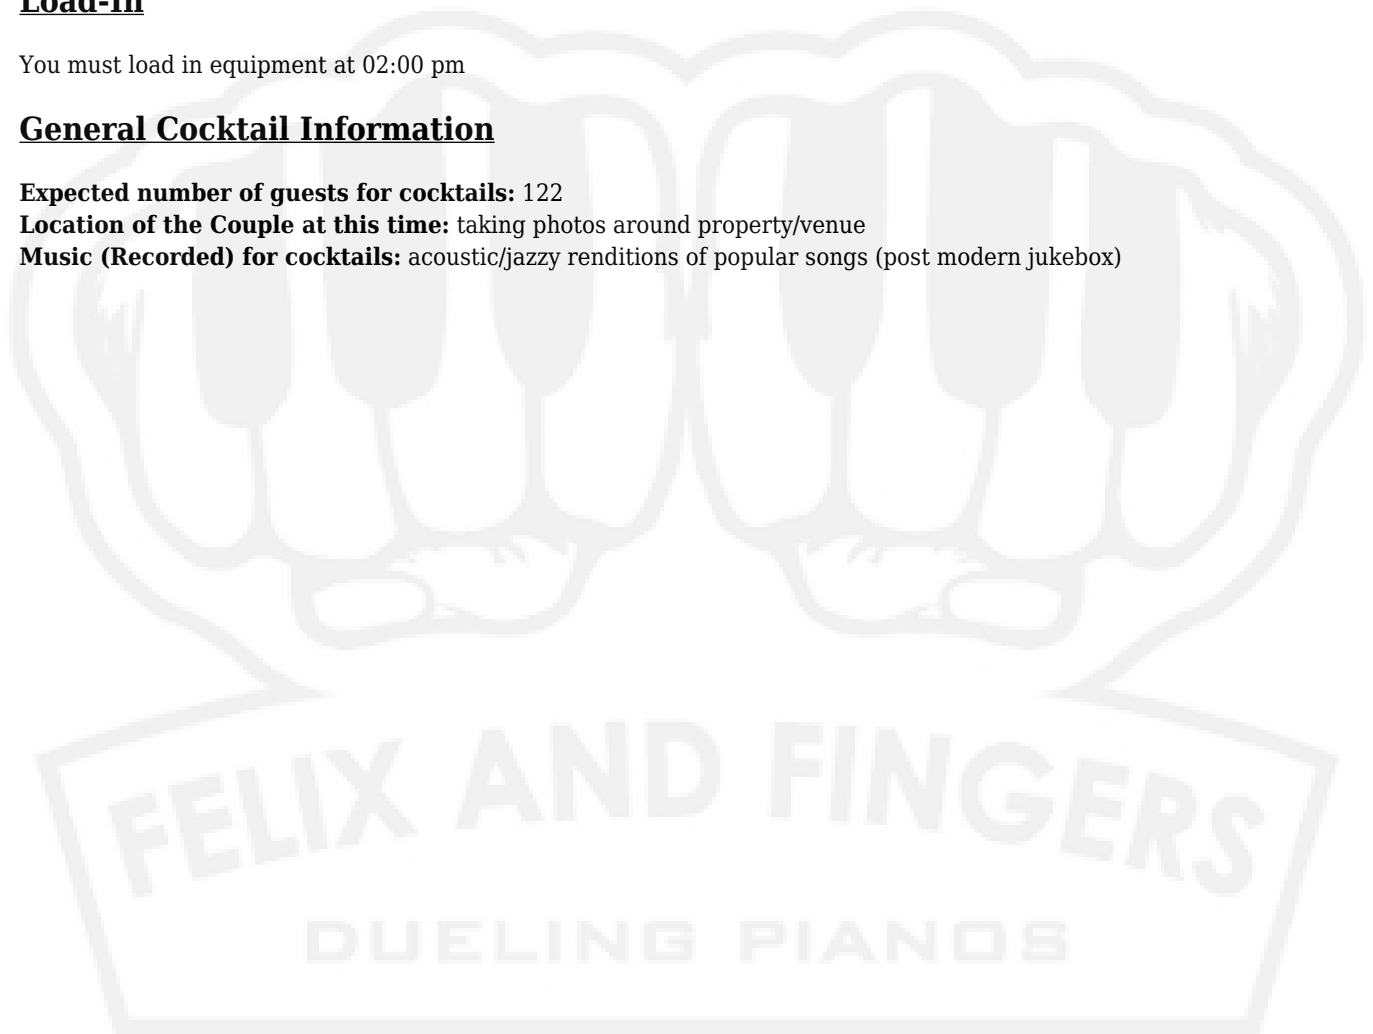 Load-In
You must load in equipment at 02:00 pm
General Cocktail Information
Expected number of guests for cocktails: 122
Location of the Couple at this time: taking photos around property/venue
Music (Recorded) for cocktails: acoustic/jazzy renditions of popular songs (post modern jukebox)
FELIX AND FINGERS
DUELING PIANOS